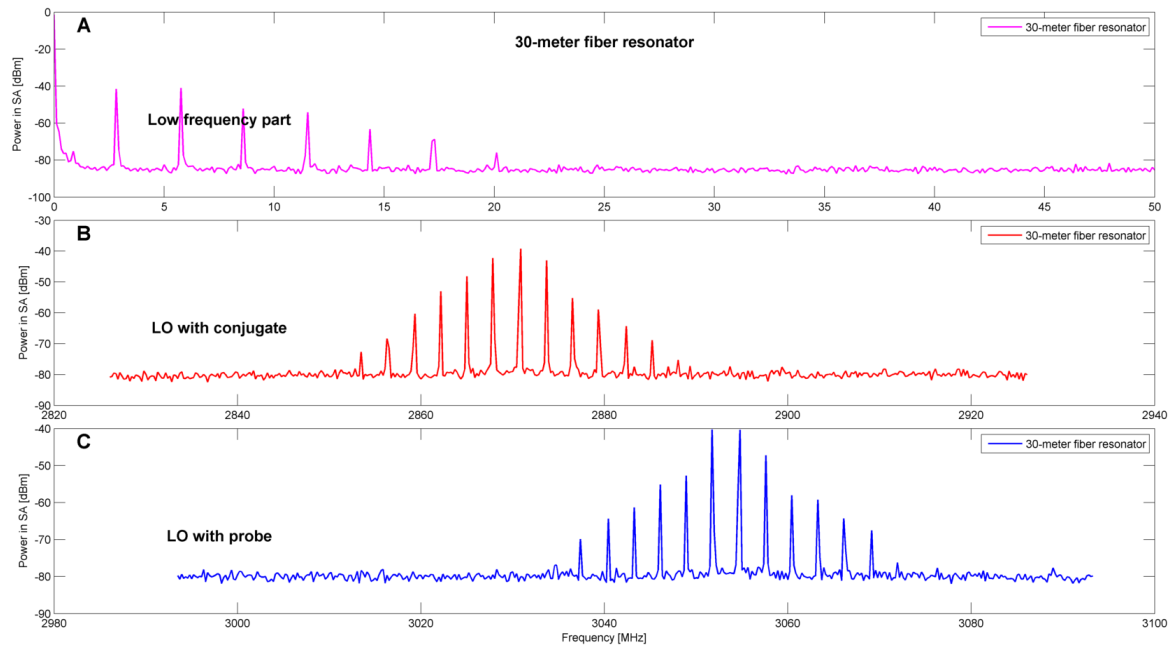 A
30-meter fiber resonator
30-meter fiber resonator
Low frequency part
Power in SA [dBm]
0
-20
-40
-60
-80
-100
0 5 10 15 20 25 30 35 40 45 50
B
30-meter fiber resonator
LO with conjugate
Power in SA [dBm]
-30
-40
-50
-60
-70
-80
-90
2820 2840 2860 2880 2900 2920 2940
C
30-meter fiber resonator
LO with probe
Power in SA [dBm]
-40
-50
-60
-70
-80
-90
2980 3000 3020 3040 3060 3080 3100
Frequency [MHz]